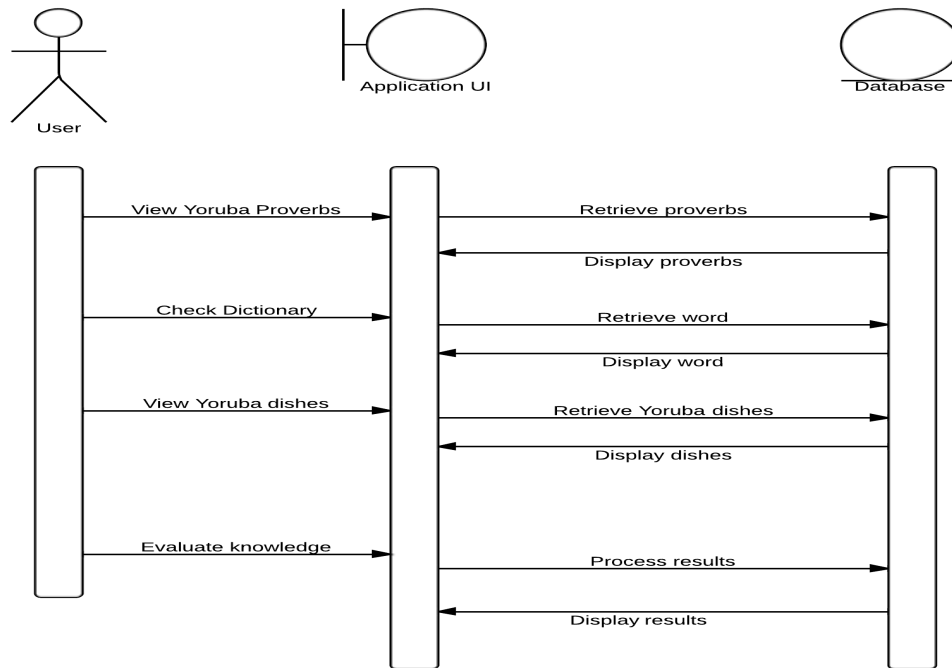 Application UI
Database
User
View Yoruba Proverbs
Retrieve proverbs
Display proverbs
Check Dictionary
Retrieve word
Display word
View Yoruba dishes
Retrieve Yoruba dishes
Display dishes
Evaluate knowledge
Process results
Display results